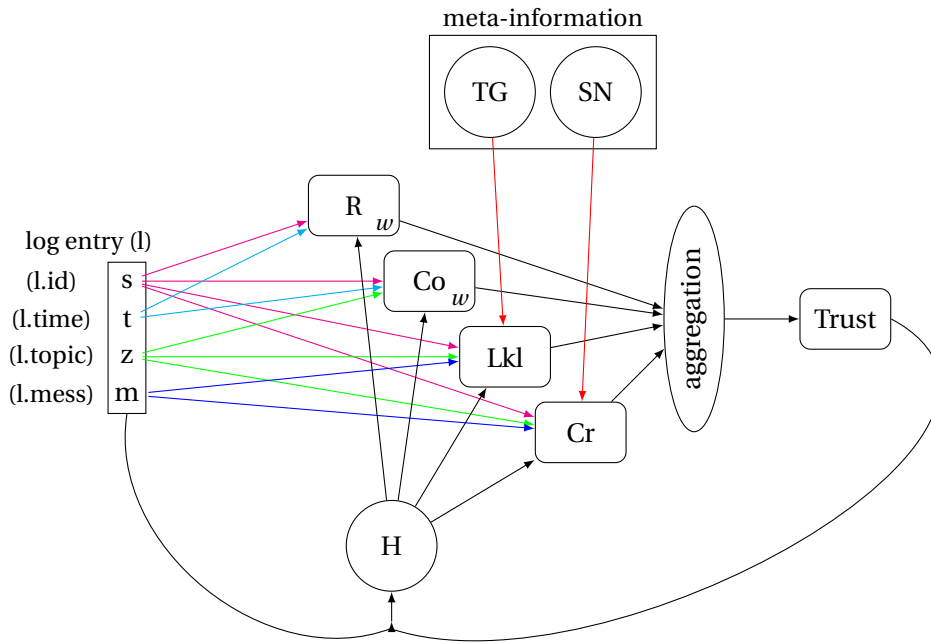 meta-information
TG
SN
R
w
log entry (l)
(l.id)
s
Co
w
(l.time)
t
aggregation
Trust
(l.topic)
z
Lkl
(l.mess)
m
Cr
H